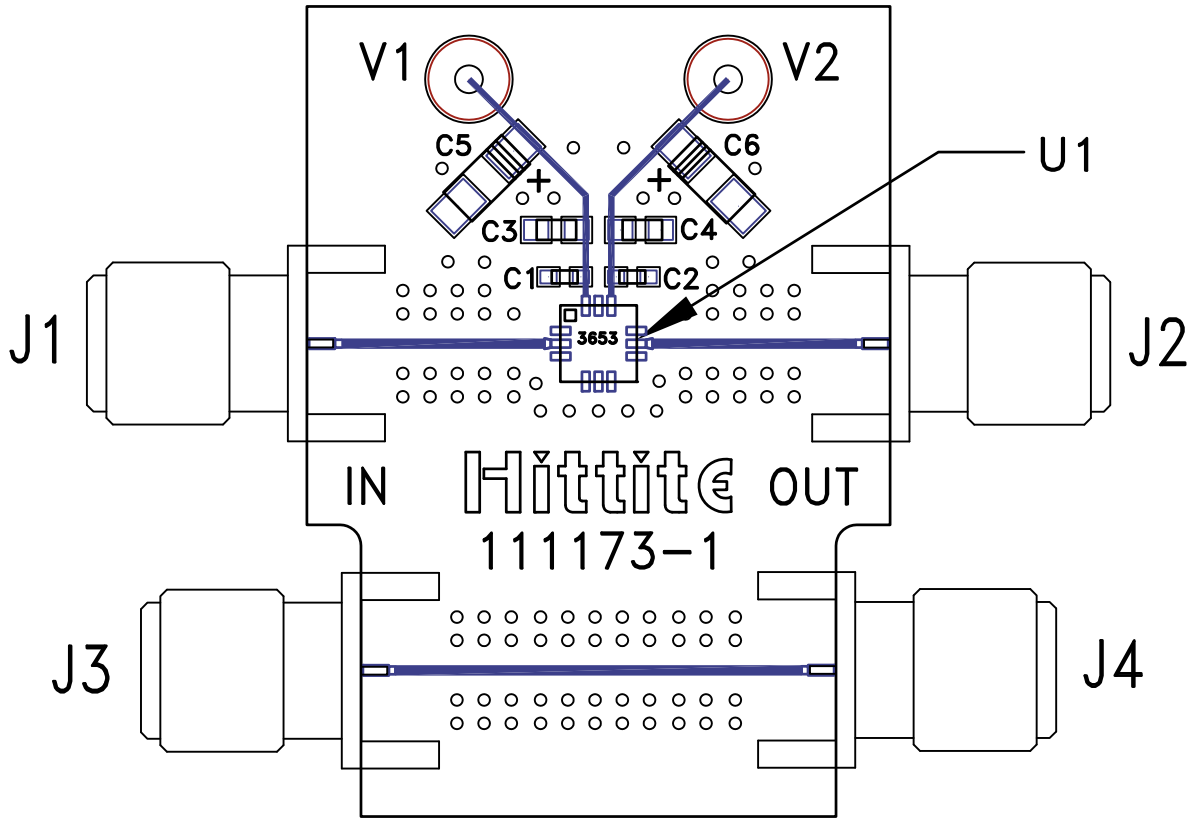 V1
V2
C5
C6
U1
+
+
C3
C4
C1
C2
J1
3653
J2
IN
Hittite
OUT
111173-1
J3
J4